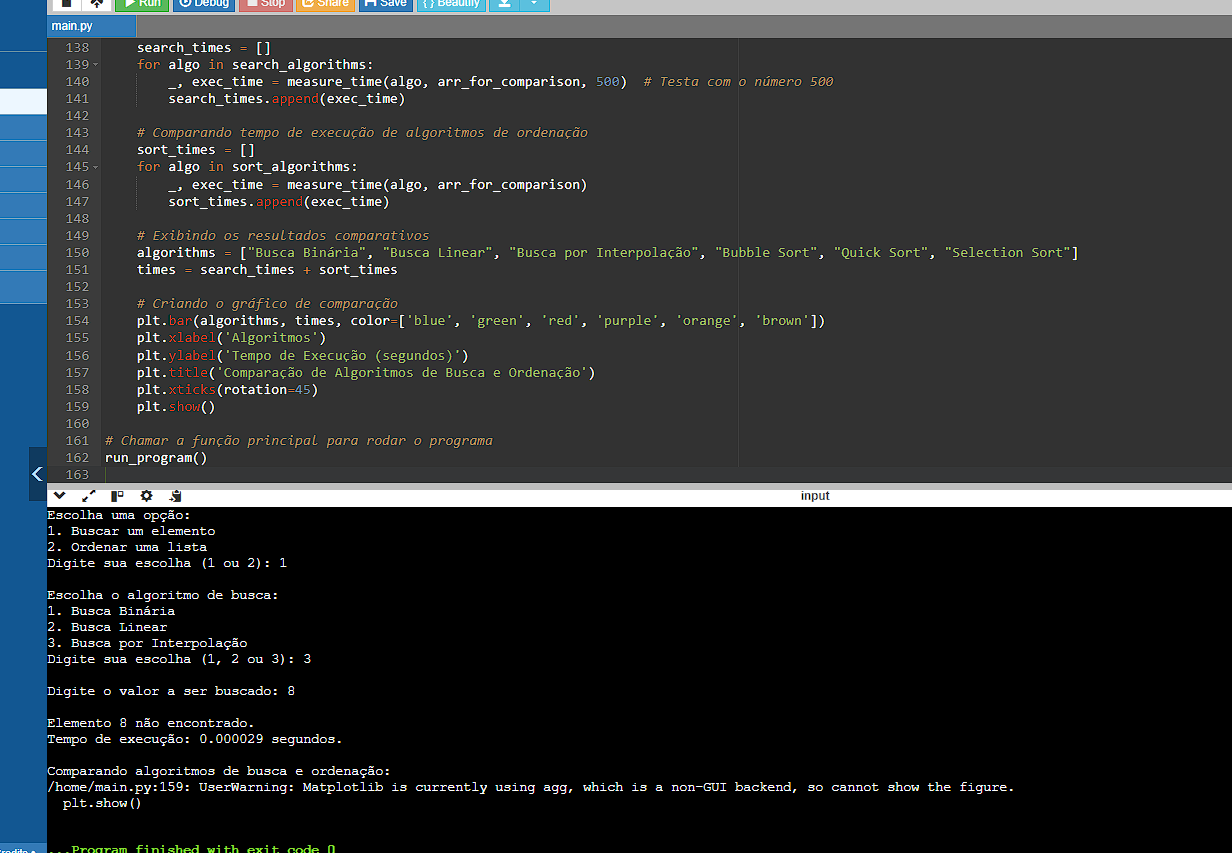 Run Debug Stop Share Save {} Beautify
main.py
138 search_times = []
139 for algo in search_algorithms:
140 _, exec_time = measure_time(algo, arr_for_comparison, 500) # Testa com o número 500
141 search_times.append(exec_time)
142
143 # Comparando tempo de execução de algoritmos de ordenação
144 sort_times = []
145 for algo in sort_algorithms:
146 _, exec_time = measure_time(algo, arr_for_comparison)
147 sort_times.append(exec_time)
148
149 # Exibindo os resultados comparativos
150 algorithms = ["Busca Binária", "Busca Linear", "Busca por Interpolação", "Bubble Sort", "Quick Sort", "Selection Sort"]
151 times = search_times + sort_times
152
153 # Criando o gráfico de comparação
154 plt.bar(algorithms, times, color=['blue', 'green', 'red', 'purple', 'orange', 'brown'])
155 plt.xlabel('Algoritmos')
156 plt.ylabel('Tempo de Execução (segundos)')
157 plt.title('Comparação de Algoritmos de Busca e Ordenação')
158 plt.xticks(rotation=45)
159 plt.show()
160
161 # Chamar a função principal para rodar o programa
162 run_program()
163
input
Escolha uma opção:
1. Buscar um elemento
2. Ordenar uma lista
Digite sua escolha (1 ou 2): 1
Escolha o algoritmo de busca:
1. Busca Binária
2. Busca Linear
3. Busca por Interpolação
Digite sua escolha (1, 2 ou 3): 3
Digite o valor a ser buscado: 8
Elemento 8 não encontrado.
Tempo de execução: 0.000029 segundos.
Comparando algoritmos de busca e ordenação:
/home/main.py:159: UserWarning: Matplotlib is currently using agg, which is a non-GUI backend, so cannot show the figure.
plt.show()
...Program finished with exit code 0